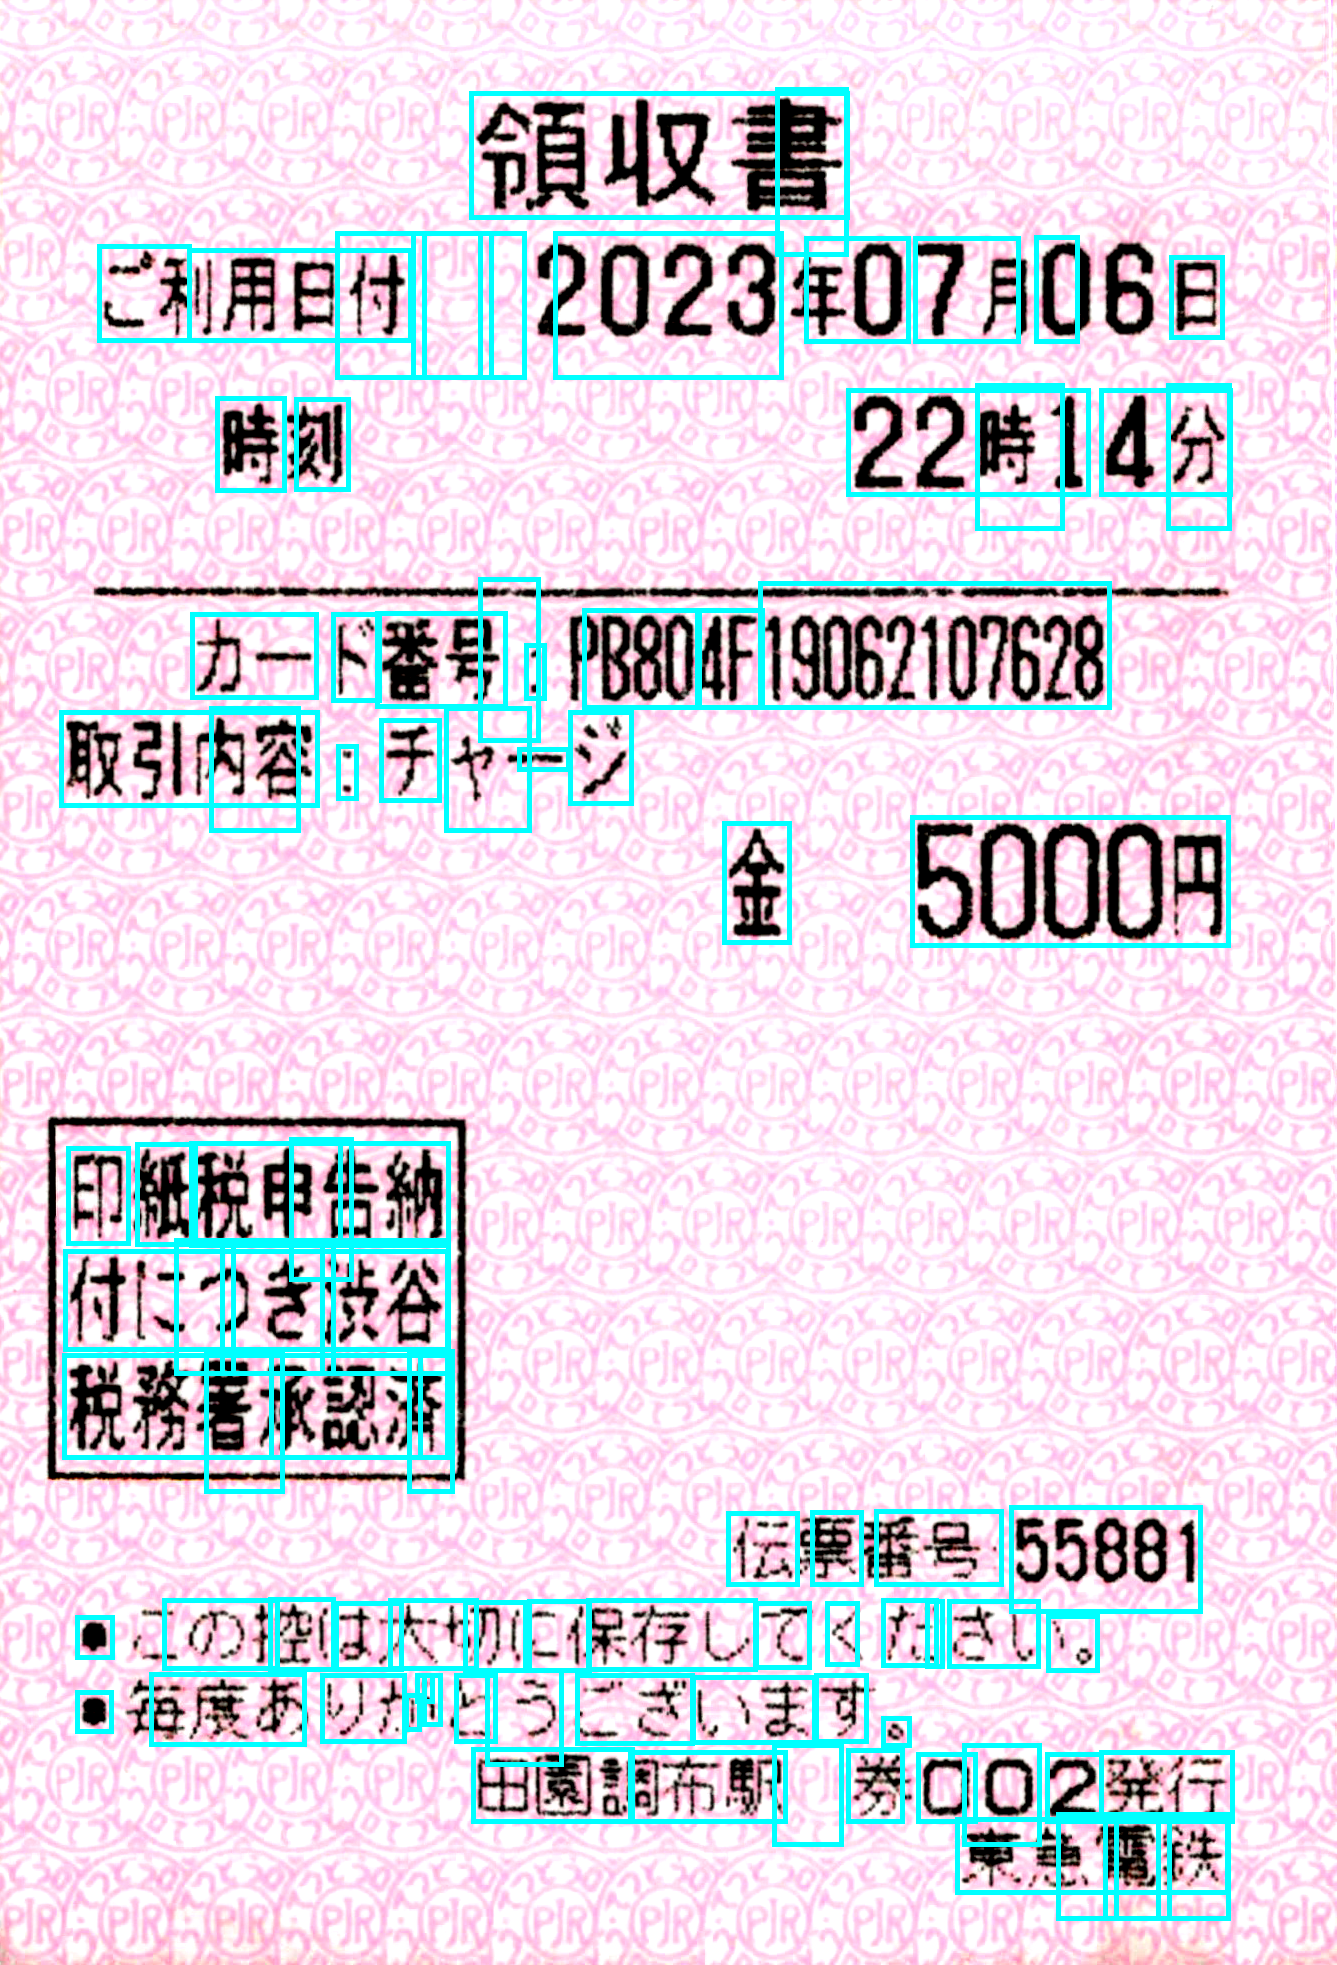 領収書
ご利用日付 2023年07月06日
時刻 22時14分
カード番号：PB804F19062107628
取引内容：チャージ
金 5000円
印紙税申告納
付につき渋谷
税務署承認済
伝票番号 55881
■ この控は大切に保存してください。
■ 毎度ありがとうございます。
田園調布駅 券002発行
東急電鉄